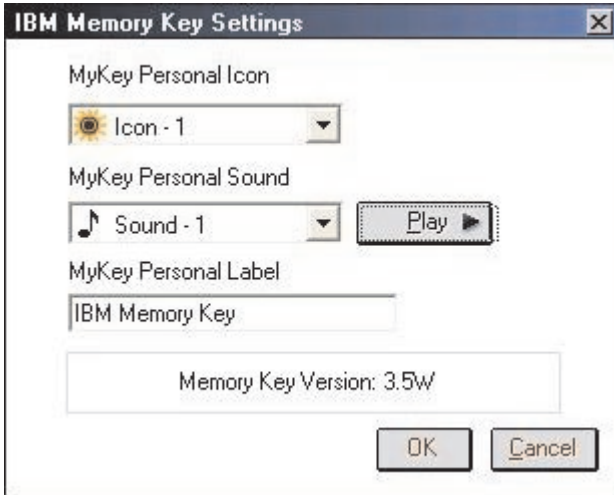 IBM Memory Key Settings
MyKey Personal Icon
Icon - 1
MyKey Personal Sound
Sound - 1 Play
MyKey Personal Label
IBM Memory Key
Memory Key Version: 3.5W
OK Cancel